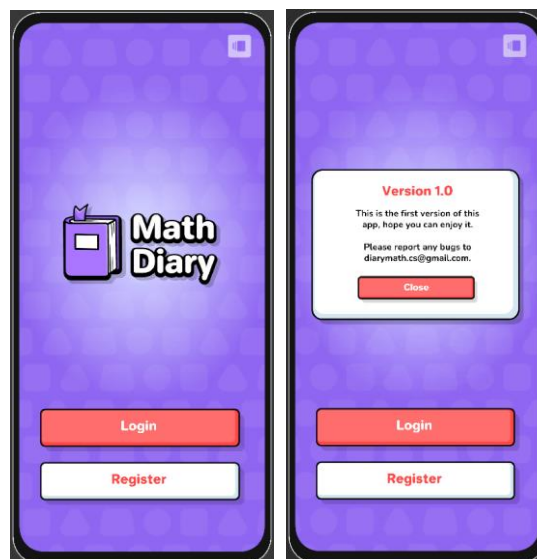 Math
Diary
Login
Register
Version 1.0
This is the first version of this
app, hope you can enjoy it.
Please report any bugs to
diarymath.cs@gmail.com.
Close
Login
Register